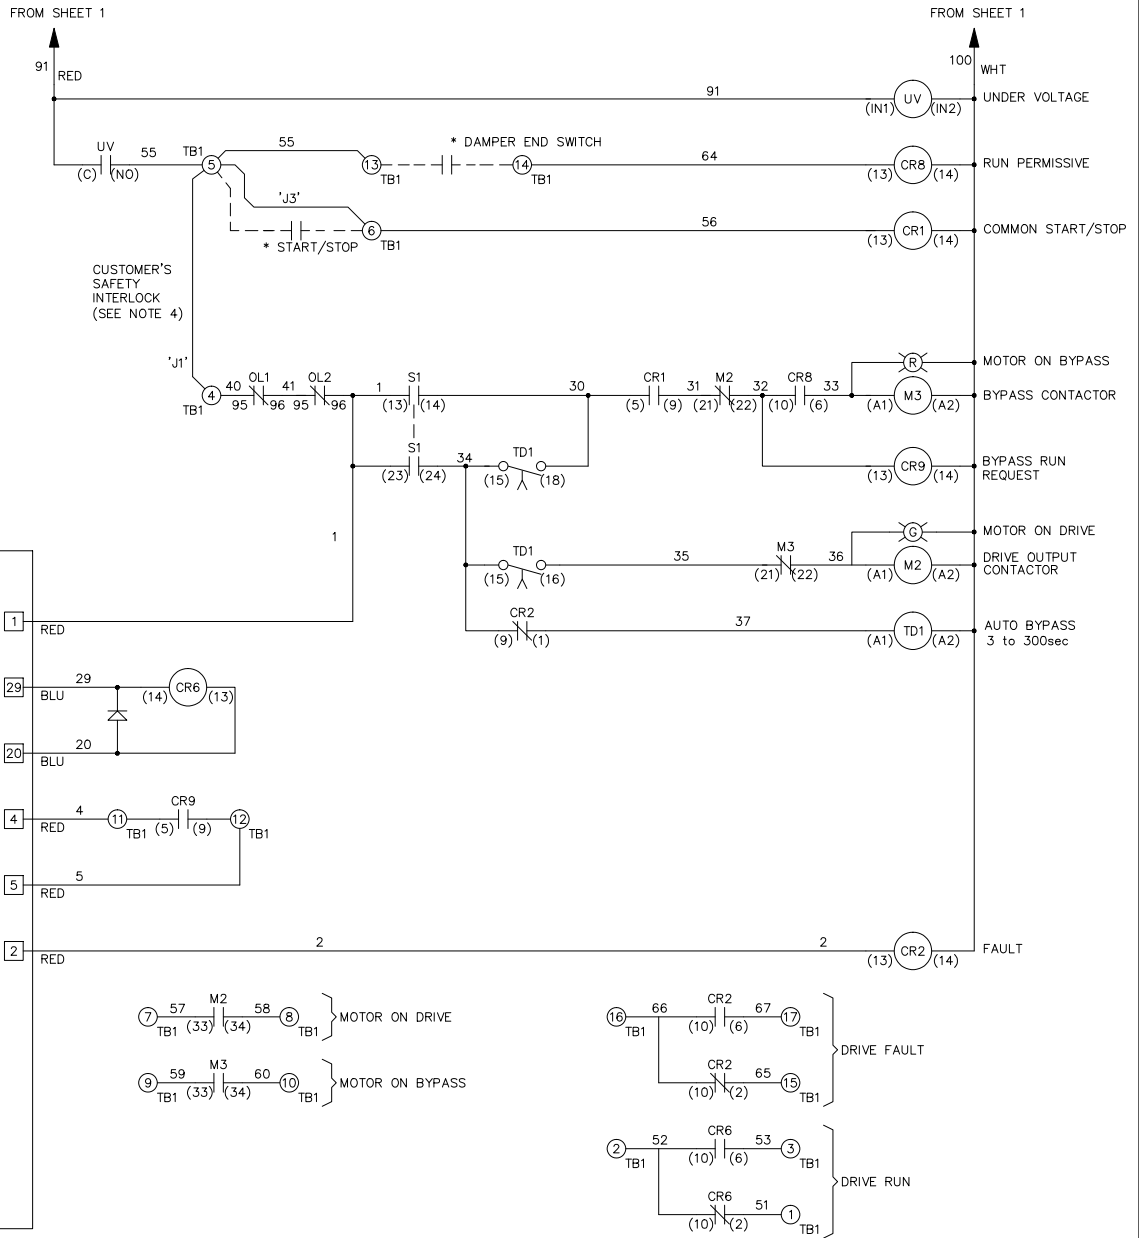 FROM SHEET 1
FROM SHEET 1
91
RED
100
WHT
91
(IN1)
UV
(IN2)
UNDER VOLTAGE
UV
(C)
(NO)
55
TB1
5
55
13
TB1
* DAMPER END SWITCH
14
TB1
64
(13)
CR8
(14)
RUN PERMISSIVE
'J3'
* START/STOP
6
TB1
56
(13)
CR1
(14)
COMMON START/STOP
CUSTOMER'S
SAFETY
INTERLOCK
(SEE NOTE 4)
'J1'
4
TB1
40
OL1
95
96
41
OL2
95
96
1
S1
(13)
(14)
30
CR1
(5)
(9)
31
M2
(21)
(22)
32
CR8
(10)
(6)
33
R
MOTOR ON BYPASS
(A1)
M3
(A2)
BYPASS CONTACTOR
S1
(23)
(24)
34
TD1
(15)
(18)
(13)
CR9
(14)
BYPASS RUN
REQUEST
1
TD1
(15)
(16)
35
M3
(21)
(22)
36
G
MOTOR ON DRIVE
(A1)
M2
(A2)
DRIVE OUTPUT
CONTACTOR
CR2
(9)
(1)
37
(A1)
TD1
(A2)
AUTO BYPASS
3 to 300sec
1
RED
29
BLU
29
(14)
CR6
(13)
20
BLU
20
4
RED
4
11
TB1
CR9
(5)
(9)
12
TB1
5
RED
5
2
RED
2
2
(13)
CR2
(14)
FAULT
7
TB1
57
M2
(33)
(34)
58
8
TB1
MOTOR ON DRIVE
9
TB1
59
M3
(33)
(34)
60
10
TB1
MOTOR ON BYPASS
16
TB1
66
CR2
(10)
(6)
67
17
TB1
CR2
(10)
(2)
65
15
TB1
DRIVE FAULT
2
TB1
52
CR6
(10)
(6)
53
3
TB1
CR6
(10)
(2)
51
1
TB1
DRIVE RUN